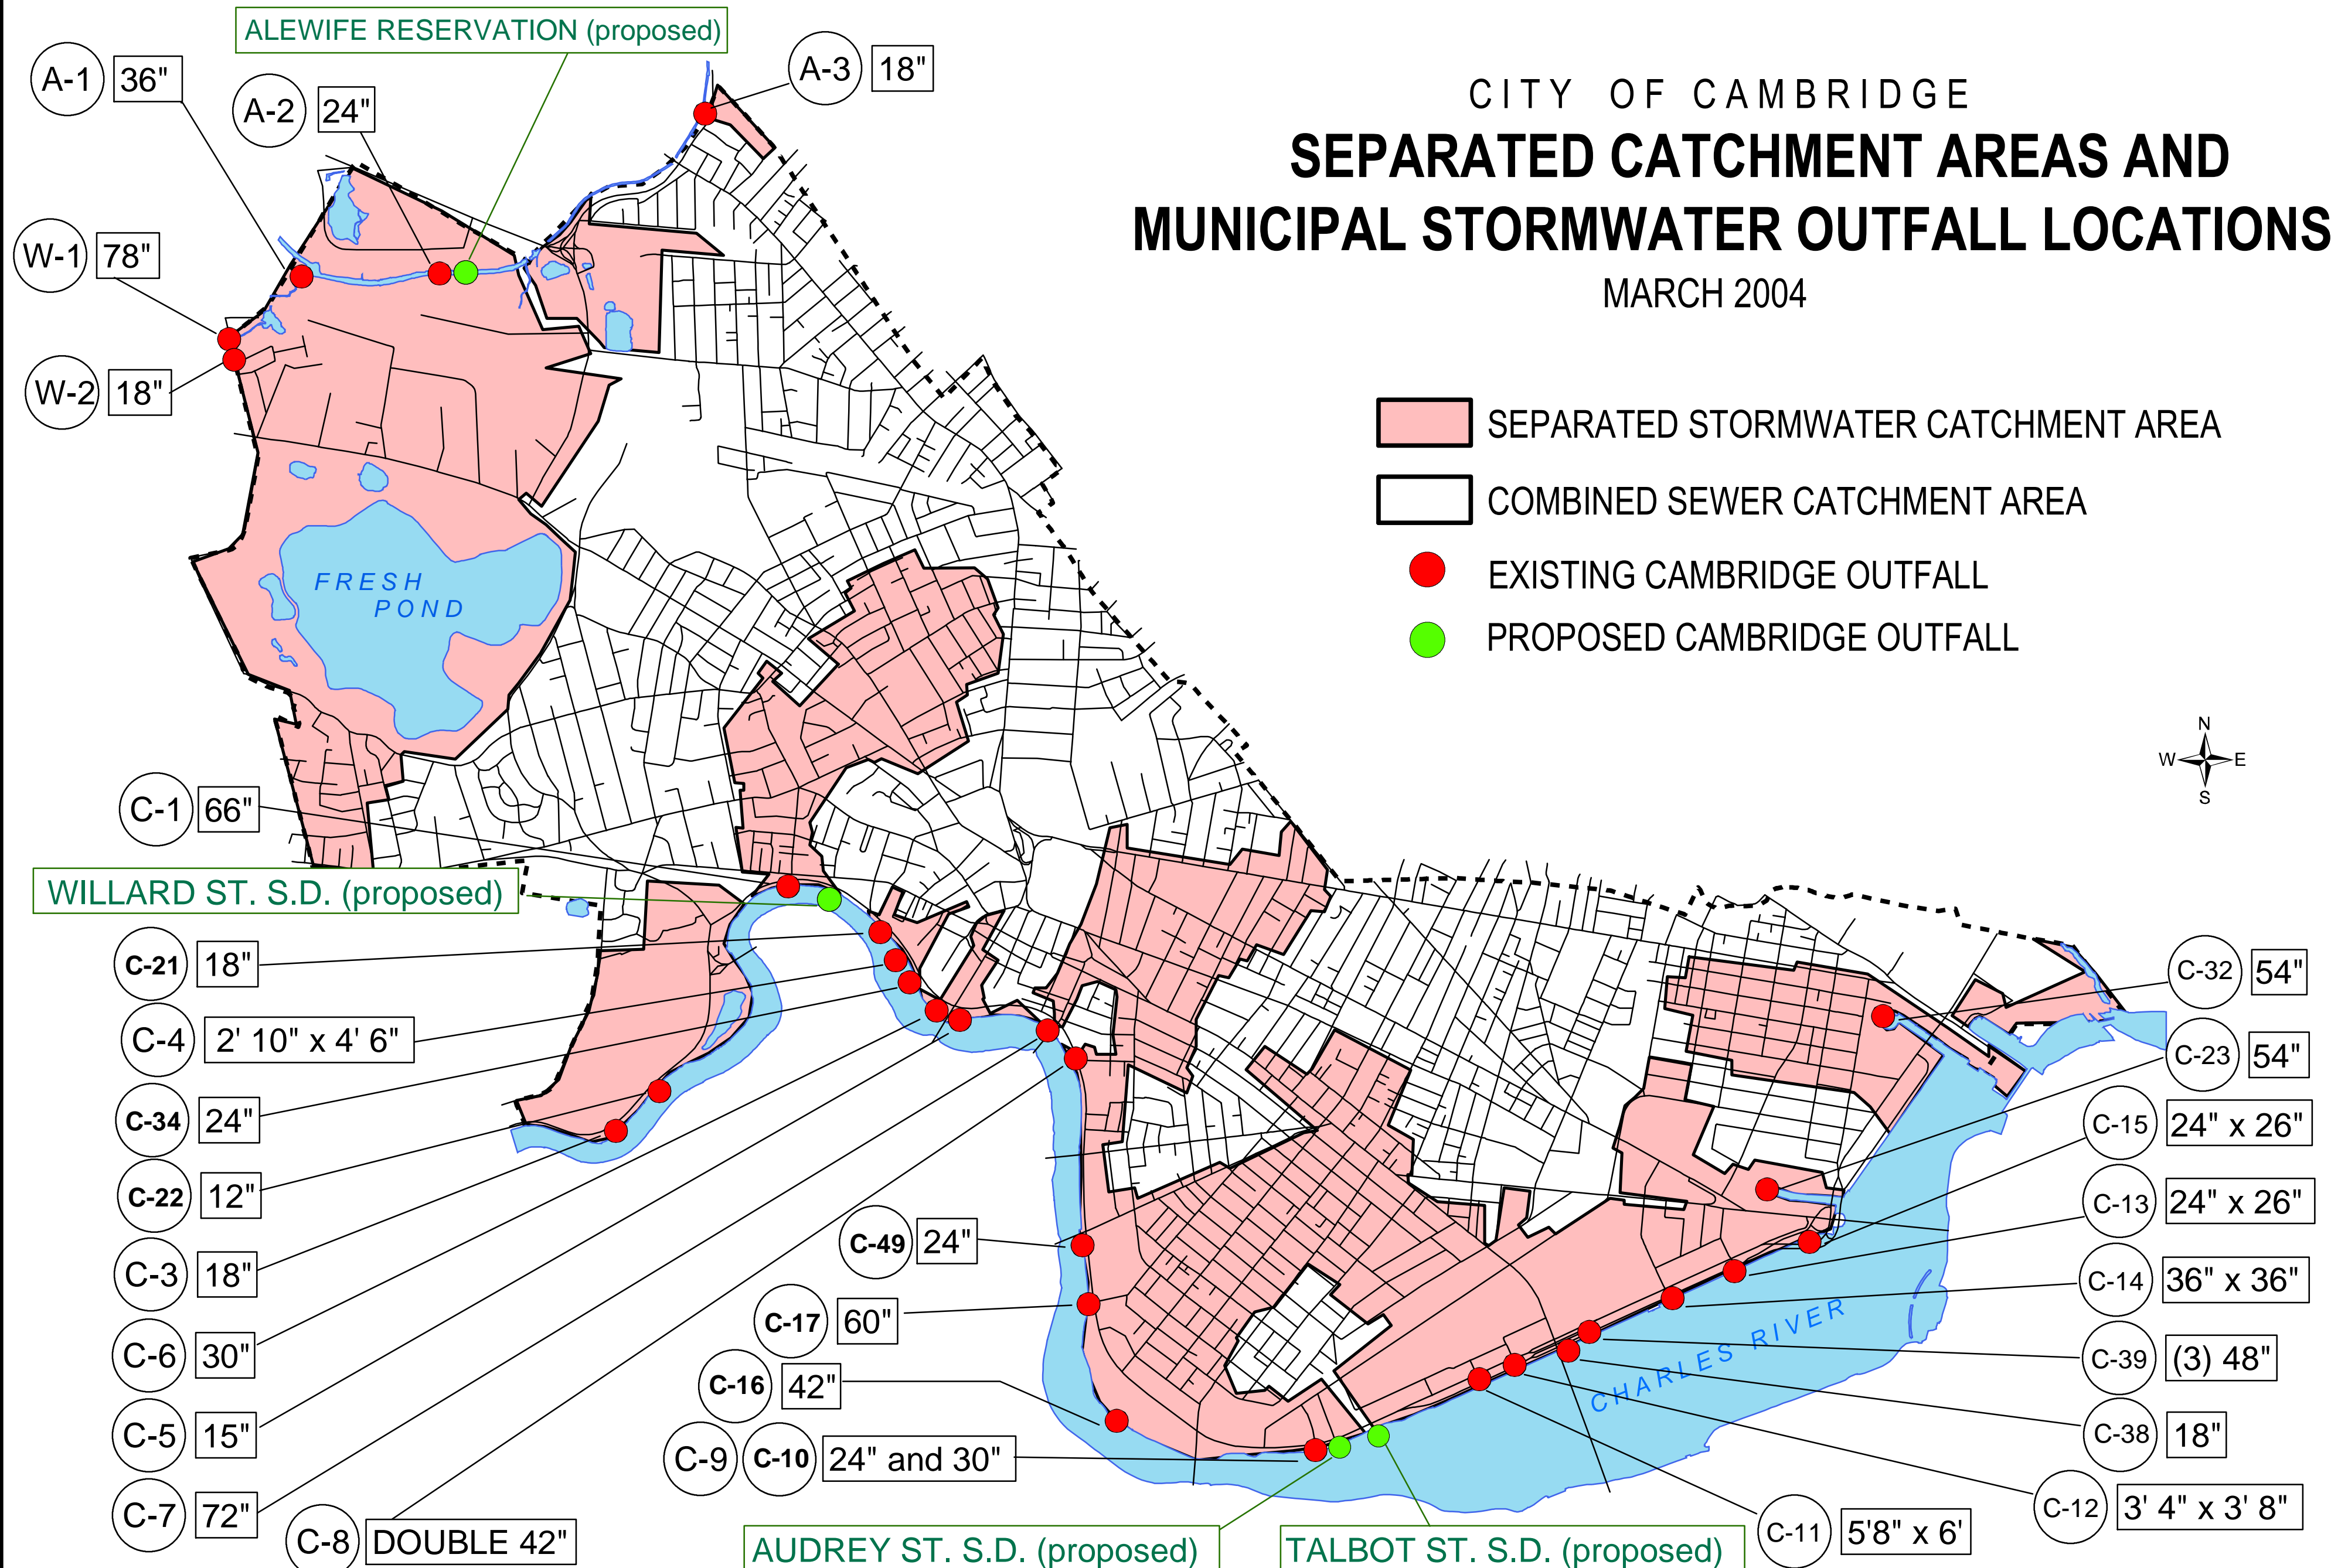 ALEWIFE RESERVATION (proposed)
A-1 36"
A-2 24"
A-3 18"
W-1 78"
W-2 18"
CITY OF CAMBRIDGE
SEPARATED CATCHMENT AREAS AND
MUNICIPAL STORMWATER OUTFALL LOCATIONS
MARCH 2004
SEPARATED STORMWATER CATCHMENT AREA
COMBINED SEWER CATCHMENT AREA
EXISTING CAMBRIDGE OUTFALL
PROPOSED CAMBRIDGE OUTFALL
N
W E
S
FRESH
POND
C-1 66"
WILLARD ST. S.D. (proposed)
C-21 18"
C-4 2' 10" x 4' 6"
C-34 24"
C-22 12"
C-3 18"
C-6 30"
C-5 15"
C-7 72"
C-8 DOUBLE 42"
C-49 24"
C-17 60"
C-16 42"
C-9 C-10 24" and 30"
AUDREY ST. S.D. (proposed)
TALBOT ST. S.D. (proposed)
CHARLES RIVER
C-32 54"
C-23 54"
C-15 24" x 26"
C-13 24" x 26"
C-14 36" x 36"
C-39 (3) 48"
C-38 18"
C-12 3' 4" x 3' 8"
C-11 5'8" x 6'